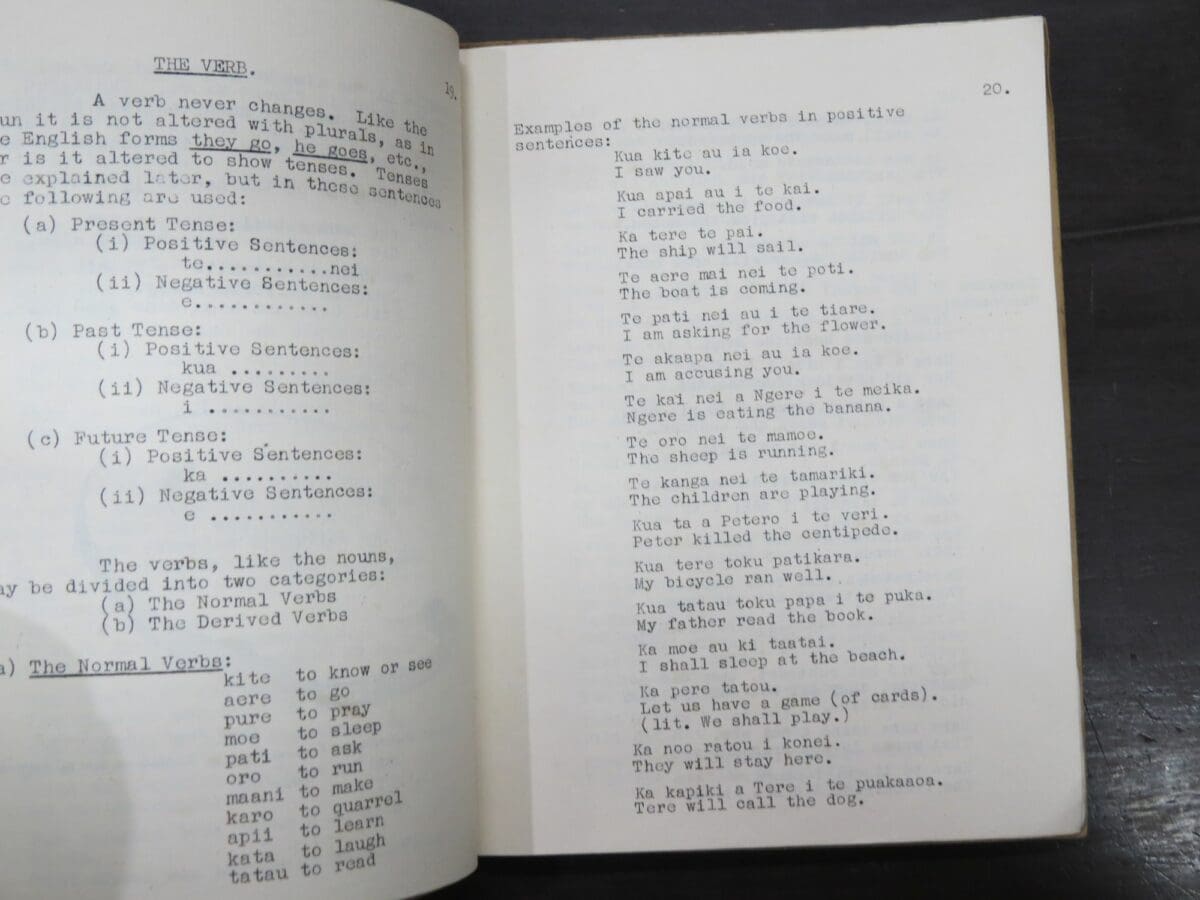 THE VERB.
19.
A verb never changes. Like the
un it is not altered with plurals, as in
e English forms they go, he goes, etc.,
r is it altered to show tenses. Tenses
e explained later, but in these sentences
e following are used:
(a) Present Tense:
(i) Positive Sentences:
te...........nei
(ii) Negative Sentences:
e............
(b) Past Tense:
(i) Positive Sentences:
kua .........
(ii) Negative Sentences:
i ...........
(c) Future Tense:
(i) Positive Sentences:
ka ..........
(ii) Negative Sentences:
e ...........
The verbs, like the nouns,
ay be divided into two categories:
(a) The Normal Verbs
(b) The Derived Verbs
a) The Normal Verbs:
kite to know or see
aere to go
pure to pray
moe to sleep
pati to ask
oro to run
maani to make
karo to quarrel
apii to learn
kata to laugh
tatau to read
20.
Examples of the normal verbs in positive
sentences:
Kua kite au ia koe.
I saw you.
Kua apai au i te kai.
I carried the food.
Ka tere te pai.
The ship will sail.
Te aere mai nei te poti.
The boat is coming.
Te pati nei au i te tiare.
I am asking for the flower.
Te akaapa nei au ia koe.
I am accusing you.
Te kai nei a Ngere i te meika.
Ngere is eating the banana.
Te oro nei te mamoe.
The sheep is running.
Te kanga nei te tamariki.
The children are playing.
Kua ta a Petero i te veri.
Peter killed the centipede.
Kua tere toku patikara.
My bicycle ran well.
Kua tatau toku papa i te puka.
My father read the book.
Ka moe au ki taatai.
I shall sleep at the beach.
Ka pere tatou.
Let us have a game (of cards).
(lit. We shall play.)
Ka noo ratou i konei.
They will stay here.
Ka kapiki a Tere i te puakaaoa.
Tere will call the dog.